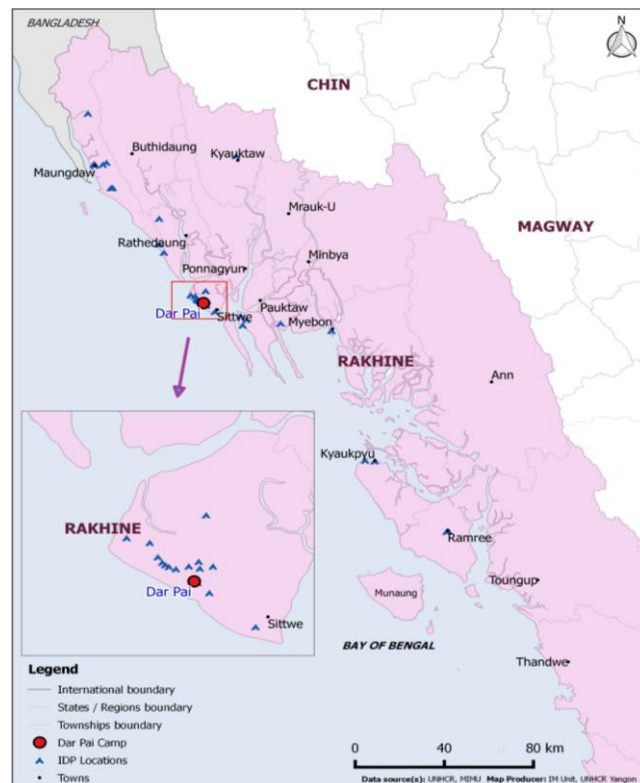 BANGLADESH
N
CHIN
Buthidaung
Kyauktaw
Maungdaw
Mrauk-U
MAGWAY
Rathedaung
Minbya
Ponnagyun
Pauktaw
Dar Pai
Sittwe
Myebon
RAKHINE
Ann
Kyaukpyu
RAKHINE
Ramree
Dar Pai
Toungup
Munaung
Sittwe
BAY OF BENGAL
Thandwe
Legend
International boundary
States / Regions boundary
Townships boundary
Dar Pai Camp
IDP Locations
Towns
0 40 80 km
Data source(s): UNHCR, MIMU Map Producer: IM Unit, UNHCR Yangon